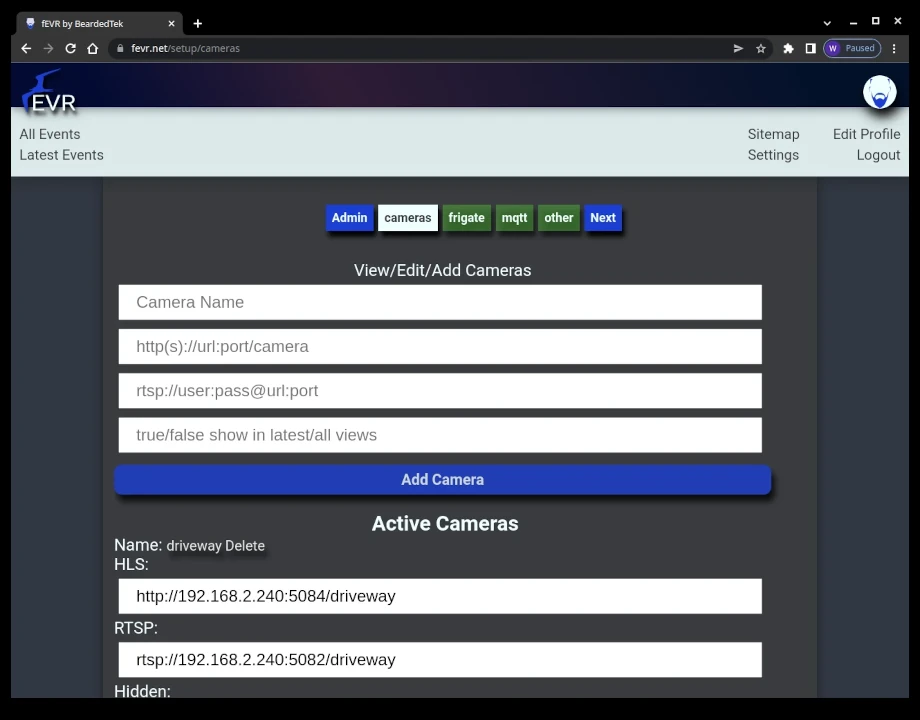 fEVR by BeardedTek
fevr.net/setup/cameras
W Paused
EVR
All Events
Latest Events
Sitemap
Settings
Edit Profile
Logout
Admin cameras frigate mqtt other Next
View/Edit/Add Cameras
Camera Name
http(s)://url:port/camera
rtsp://user:pass@url:port
true/false show in latest/all views
Add Camera
Active Cameras
Name: driveway Delete
HLS:
http://192.168.2.240:5084/driveway
RTSP:
rtsp://192.168.2.240:5082/driveway
Hidden: